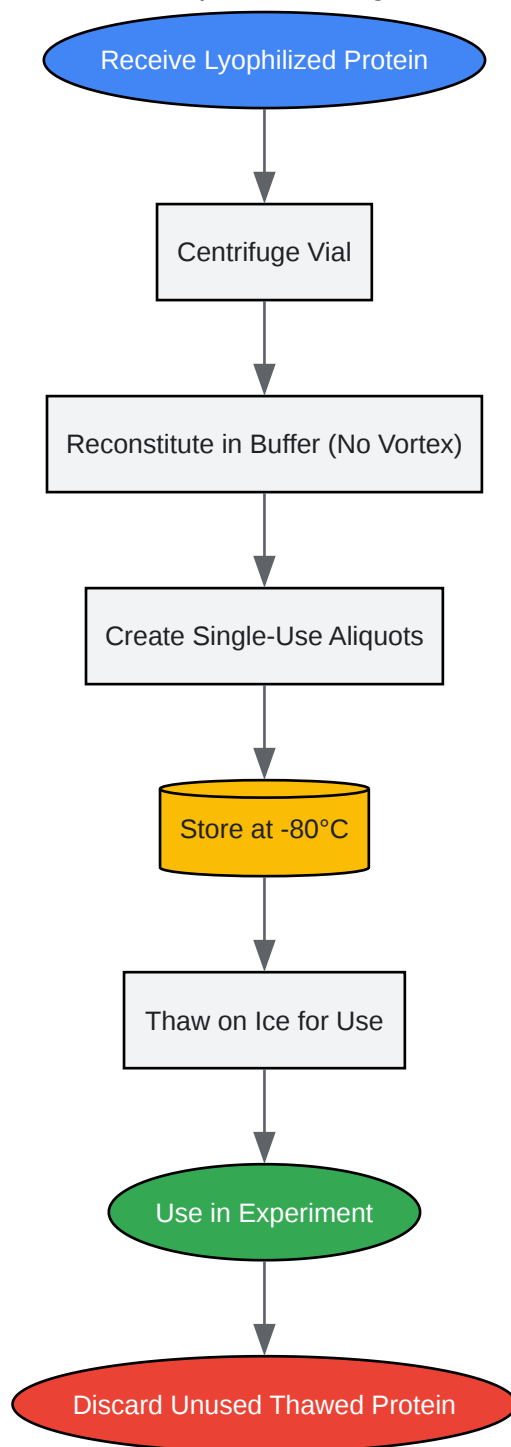 Receive Lyophilized Protein
Centrifuge Vial
Reconstitute in Buffer (No Vortex)
Create Single-Use Aliquots
Store at -80°C
Thaw on Ice for Use
Use in Experiment
Discard Unused Thawed Protein